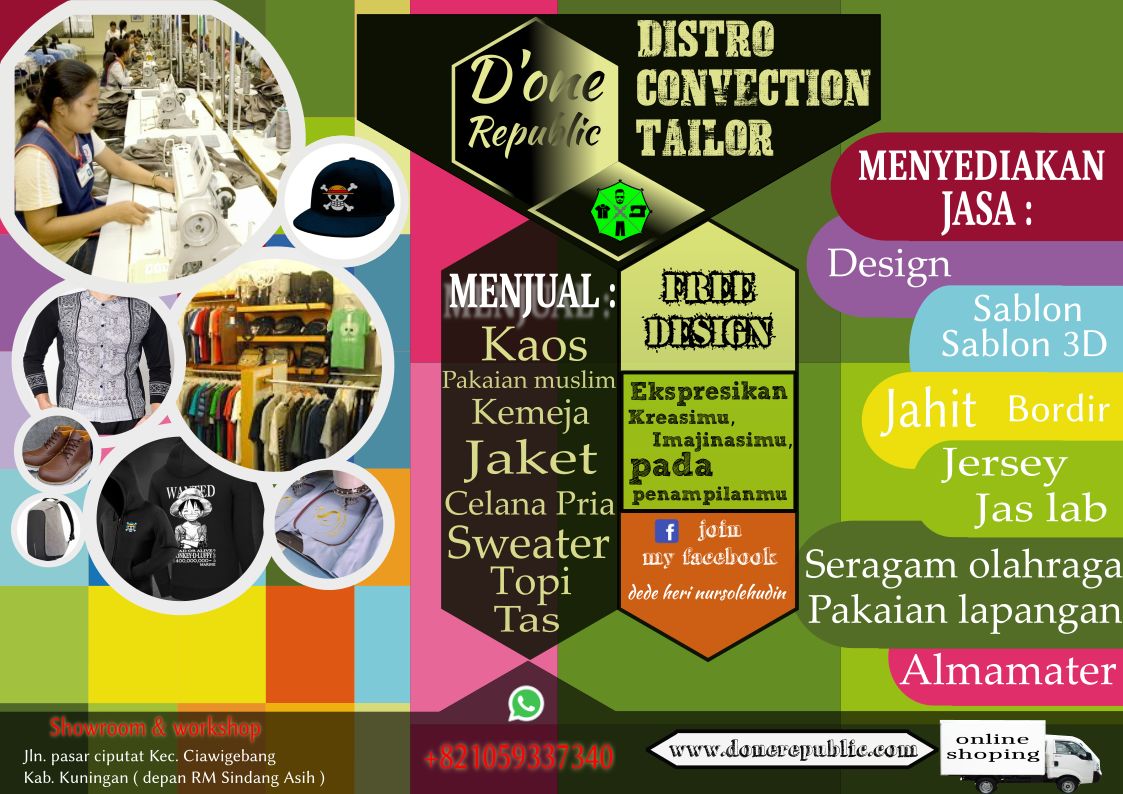 D'one
Republic
DISTRO
CONVECTION
TAILOR
MENYEDIAKAN
JASA :
Design
Sablon
Sablon 3D
Jahit Bordir
Jersey
Jas lab
Seragam olahraga
Pakaian lapangan
Almamater
MENJUAL :
Kaos
Pakaian muslim
Kemeja
Jaket
Celana Pria
Sweater
Topi
Tas
FREE
DESIGN
Ekspresikan
Kreasimu,
Imajinasimu,
pada
penampilanmu
join
my facebook
dede heri nursolehudin
WANTED
Showroom & workshop
Jln. pasar ciputat Kec. Ciawigebang
Kab. Kuningan ( depan RM Sindang Asih )
+821059337340
www.donerepublic.com
online
shoping